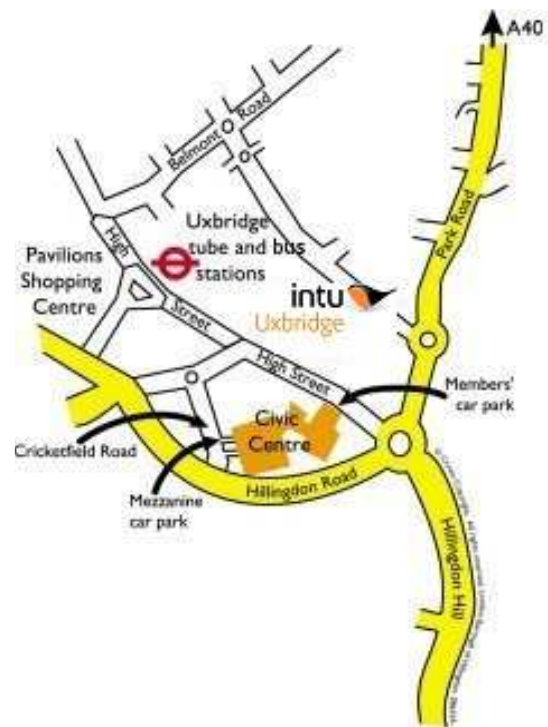 A40
Belmont Road
Park Road
High
Street
Uxbridge
tube and bus
stations
Pavilions
Shopping
Centre
intu
Uxbridge
High Street
Members'
car park
Civic
Centre
Cricketfield Road
Mezzanine
car park
Hillingdon Road
Hillingdon Hill